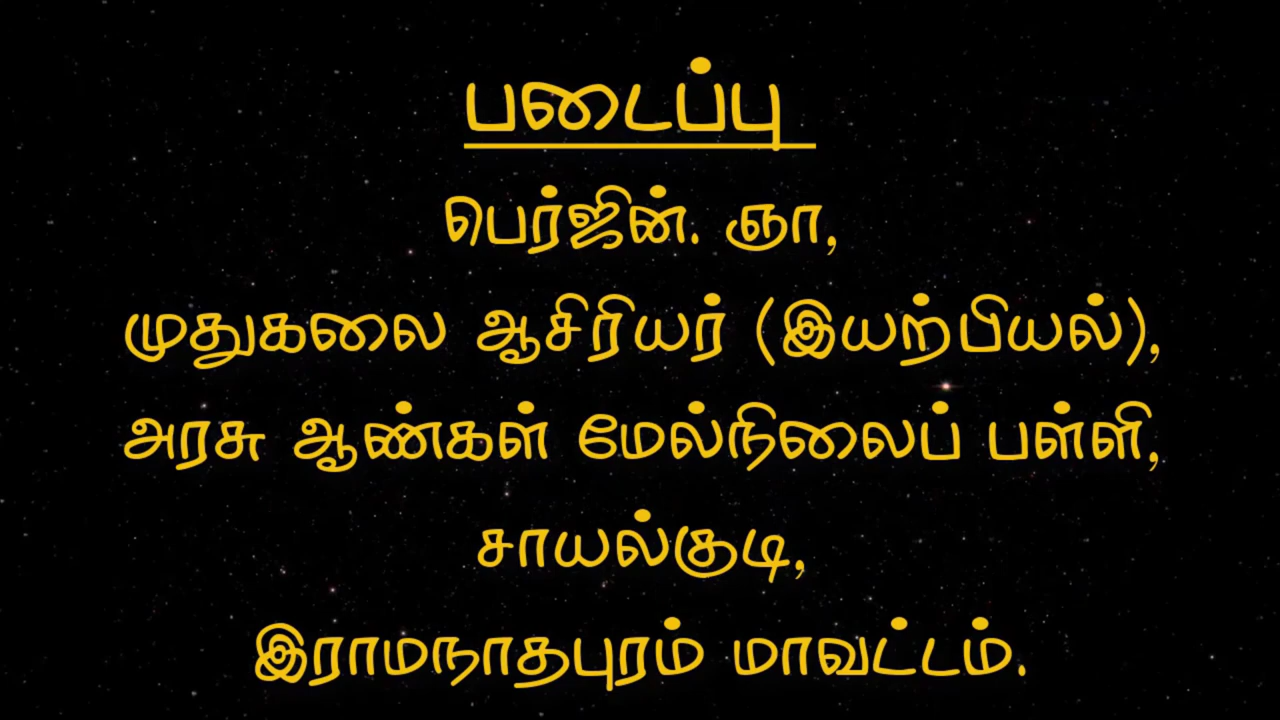 படைப்பு
பெர்ஜின். ஞா,
முதுகலை ஆசிரியர் (இயற்பியல்),
அரசு ஆண்கள் மேல்நிலைப் பள்ளி,
சாயல்குடி,
இராமநாதபுரம் மாவட்டம்.